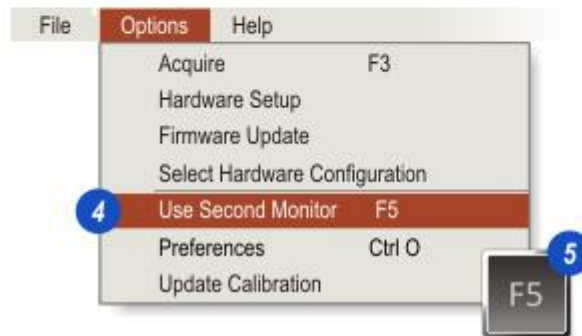 File Options Help
Acquire F3
Hardware Setup
Firmware Update
Select Hardware Configuration
4 Use Second Monitor F5
Preferences Ctrl O
5
Update Calibration
F5